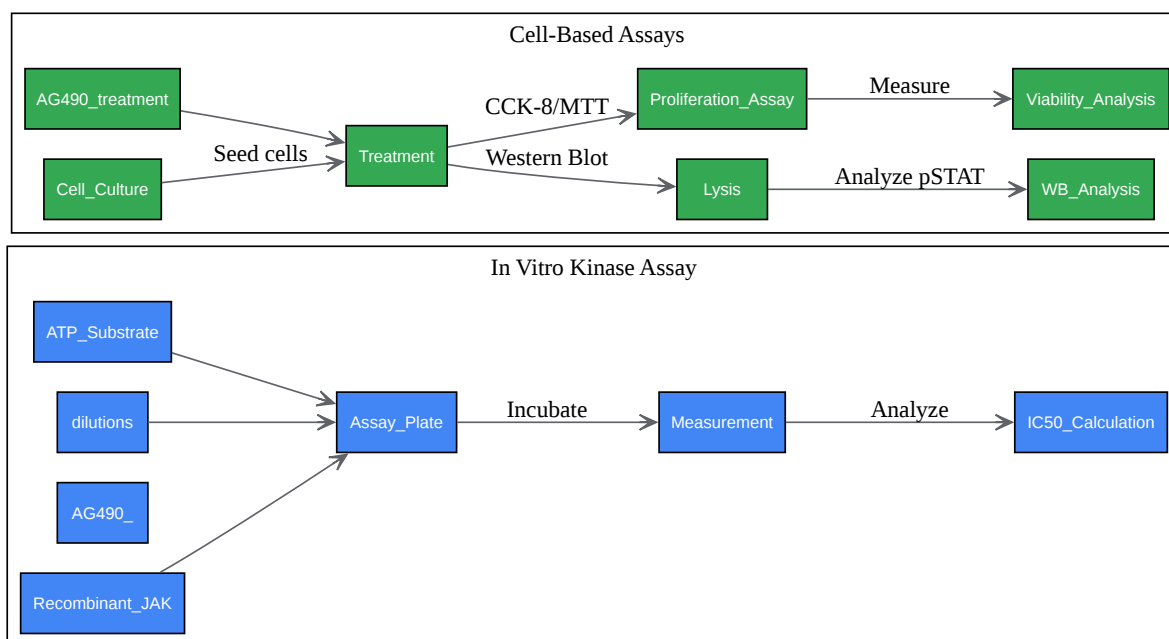 Cell-Based Assays
AG490_treatment
Cell_Culture
Seed cells
Treatment
CCK-8/MTT
Western Blot
Proliferation_Assay
Lysis
Measure
Analyze pSTAT
Viability_Analysis
WB_Analysis
In Vitro Kinase Assay
ATP_Substrate
dilutions
AG490_
Recombinant_JAK
Assay_Plate
Incubate
Measurement
Analyze
IC50_Calculation